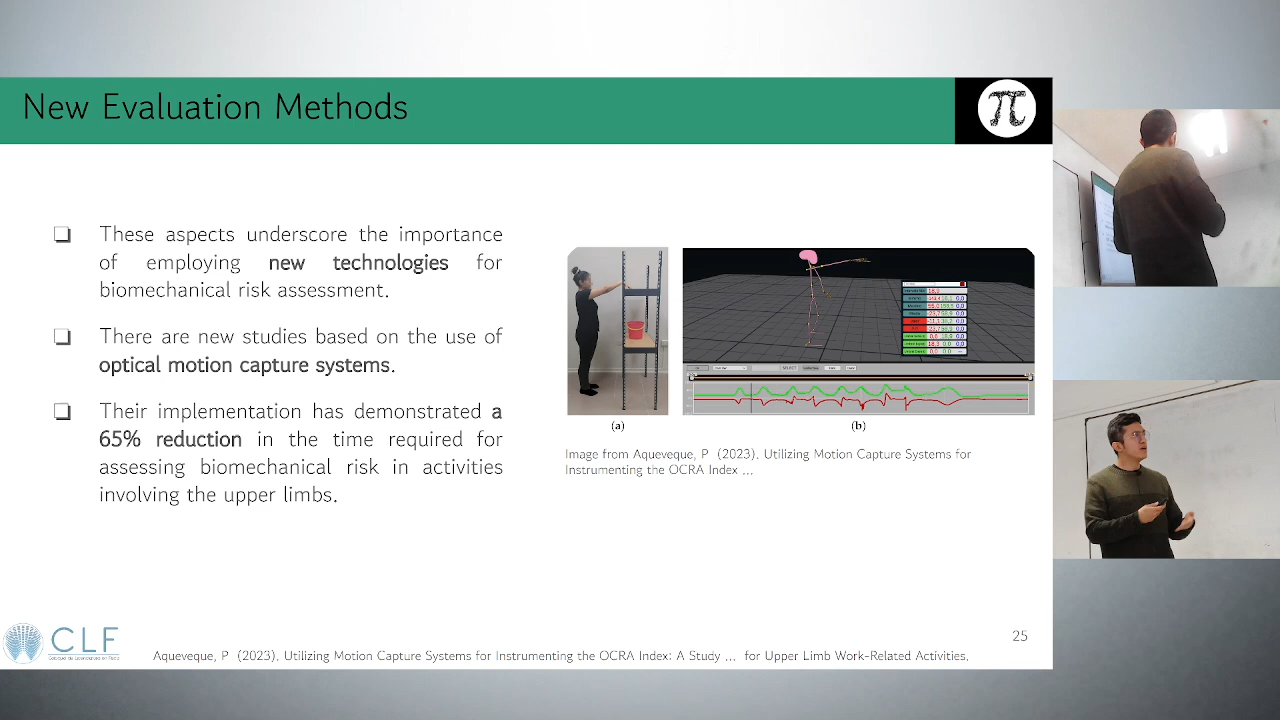 New Evaluation Methods
π
These aspects underscore the importance
of employing new technologies for
biomechanical risk assessment.
There are now studies based on the use of
optical motion capture systems.
Their implementation has demonstrated a
65% reduction in the time required for
assessing biomechanical risk in activities
involving the upper limbs.
(a)
(b)
Image from Aqueveque, P (2023). Utilizing Motion Capture Systems for
Instrumenting the OCRA Index ...
25
CLF
Aqueveque, P (2023). Utilizing Motion Capture Systems for Instrumenting the OCRA Index: A Study ... for Upper Limb Work-Related Activities.